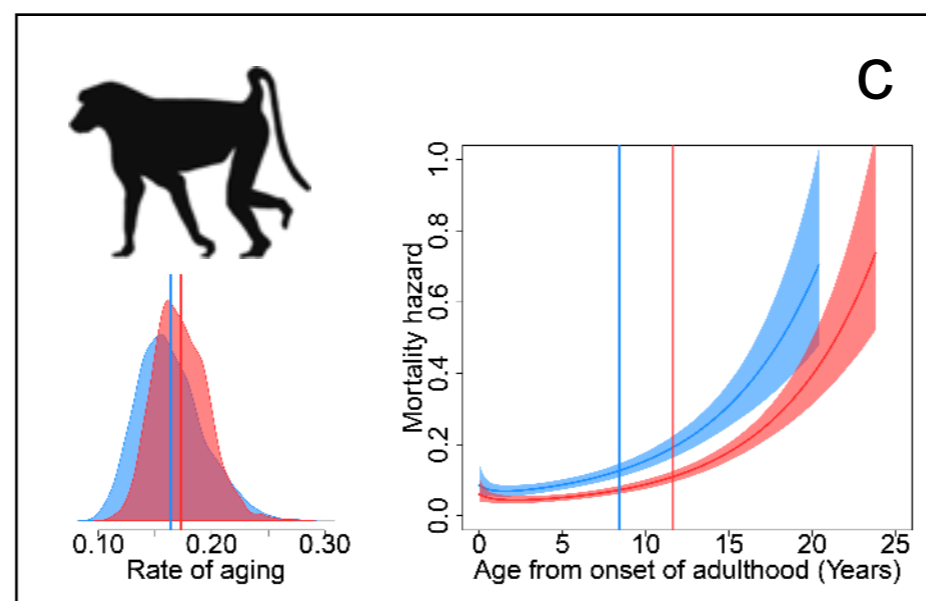 C
Mortality hazard
0.0 0.2 0.4 0.6 0.8 1.0
0.10 0.20 0.30
Rate of aging
0 5 10 15 20 25
Age from onset of adulthood (Years)